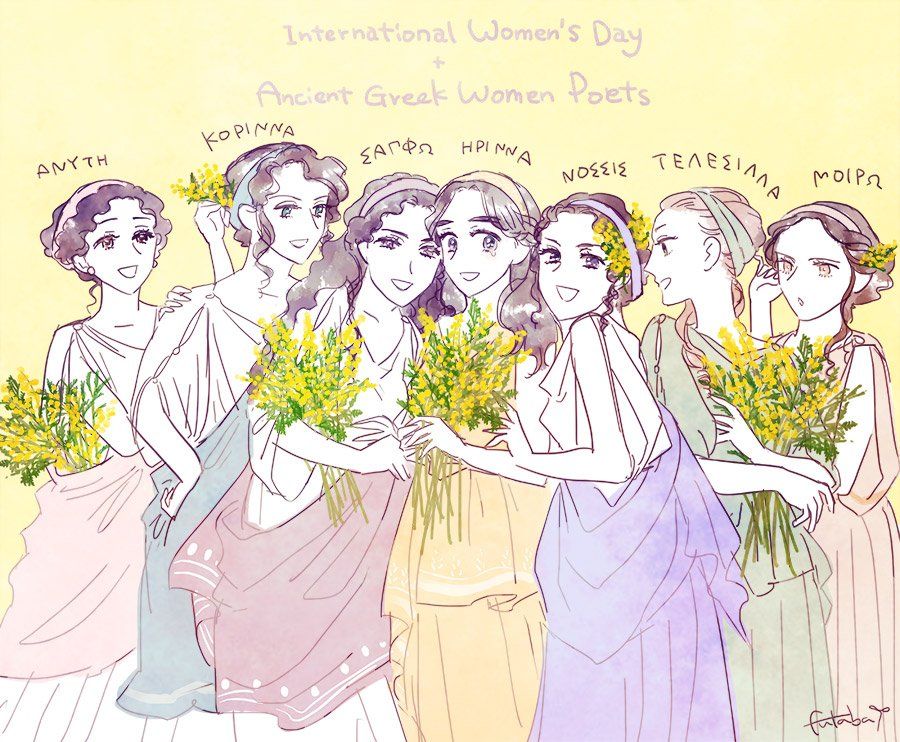 International Women's Day
+
Ancient Greek Women Poets
ΑΝΥΤΗ
ΚΟΡΙΝΝΑ
ΣΑΠΦΩ
ΗΡΙΝΝΑ
ΝΟΣΣΙΣ
ΤΕΛΕΣΙΛΛΑ
ΜΟΙΡΩ
futaba